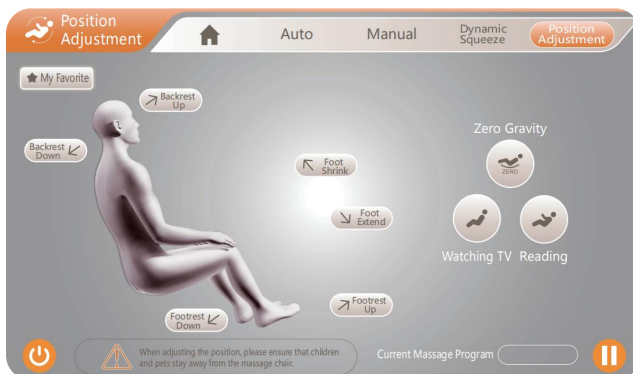 Position
Adjustment
Auto
Manual
Dynamic
Squeeze
Position
Adjustment
My Favorite
Backrest
Up
Backrest
Down
Foot
Shrink
Foot
Extend
Footrest
Up
Footrest
Down
Zero Gravity
ZERO
Watching TV
Reading
When adjusting the position, please ensure that children
and pets stay away from the massage chair.
Current Massage Program